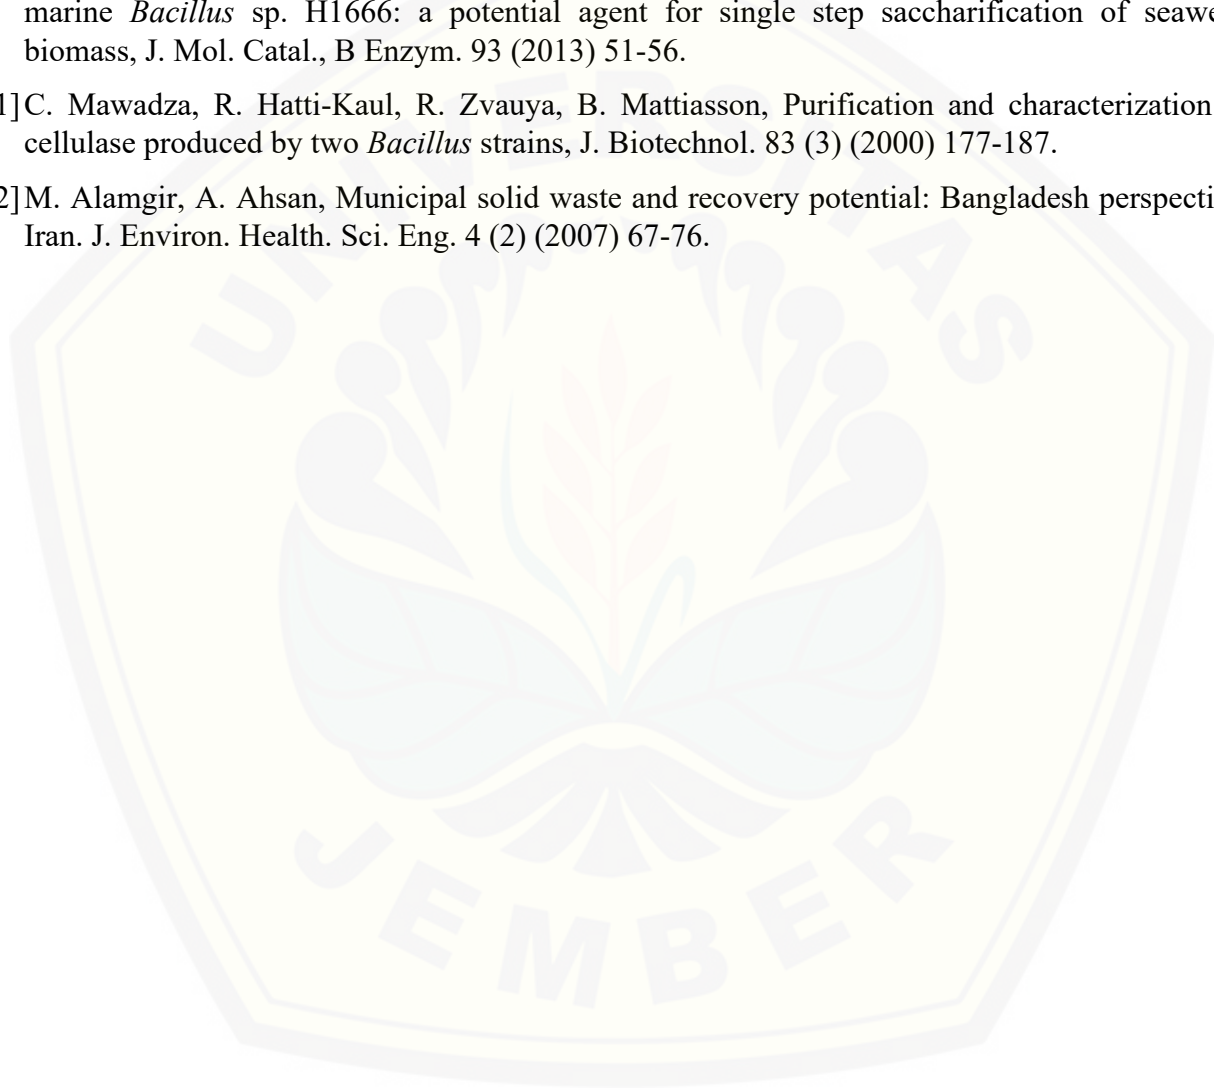 marine Bacillus sp. H1666: a potential agent for single step saccharification of seawe
biomass, J. Mol. Catal., B Enzym. 93 (2013) 51-56.
1] C. Mawadza, R. Hatti-Kaul, R. Zvauya, B. Mattiasson, Purification and characterization
cellulase produced by two Bacillus strains, J. Biotechnol. 83 (3) (2000) 177-187.
2] M. Alamgir, A. Ahsan, Municipal solid waste and recovery potential: Bangladesh perspecti
Iran. J. Environ. Health. Sci. Eng. 4 (2) (2007) 67-76.
UNIVERSITAS
JEMBER